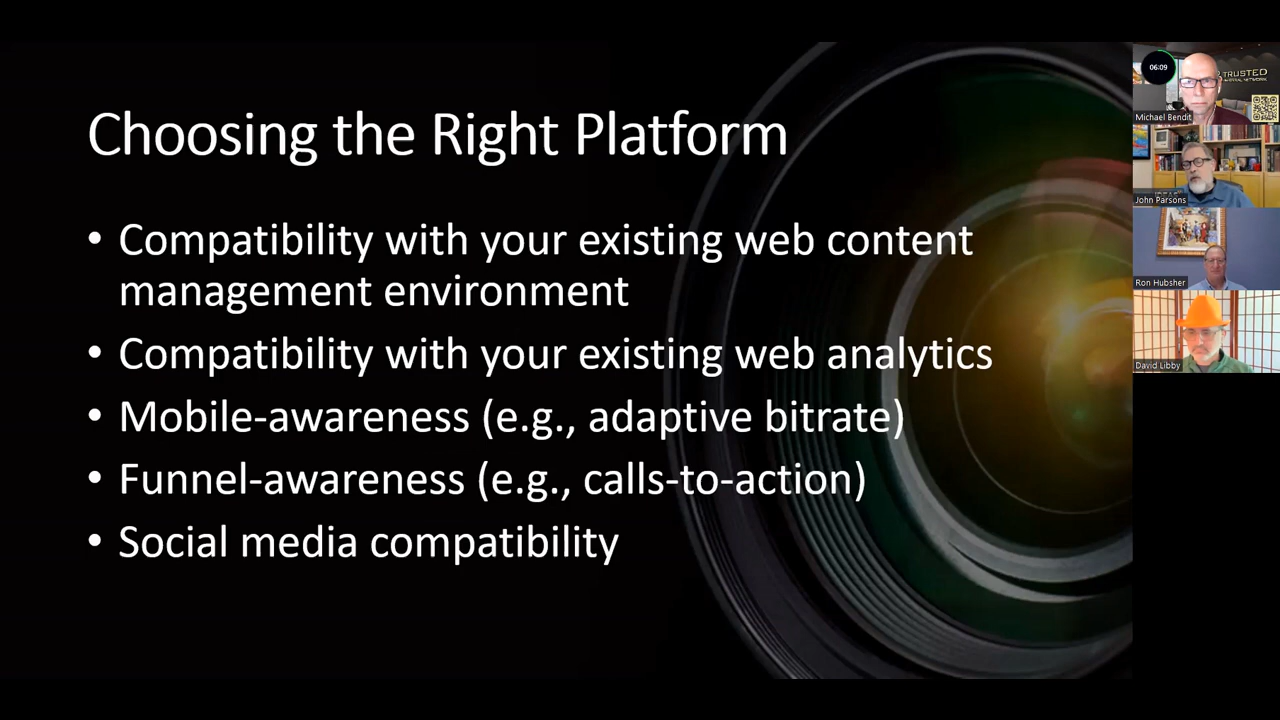 Choosing the Right Platform
• Compatibility with your existing web content
management environment
• Compatibility with your existing web analytics
• Mobile-awareness (e.g., adaptive bitrate)
• Funnel-awareness (e.g., calls-to-action)
• Social media compatibility
06:09
TRUSTED
Michael Bendit
John Parsons
Ron Hubsher
David Libby